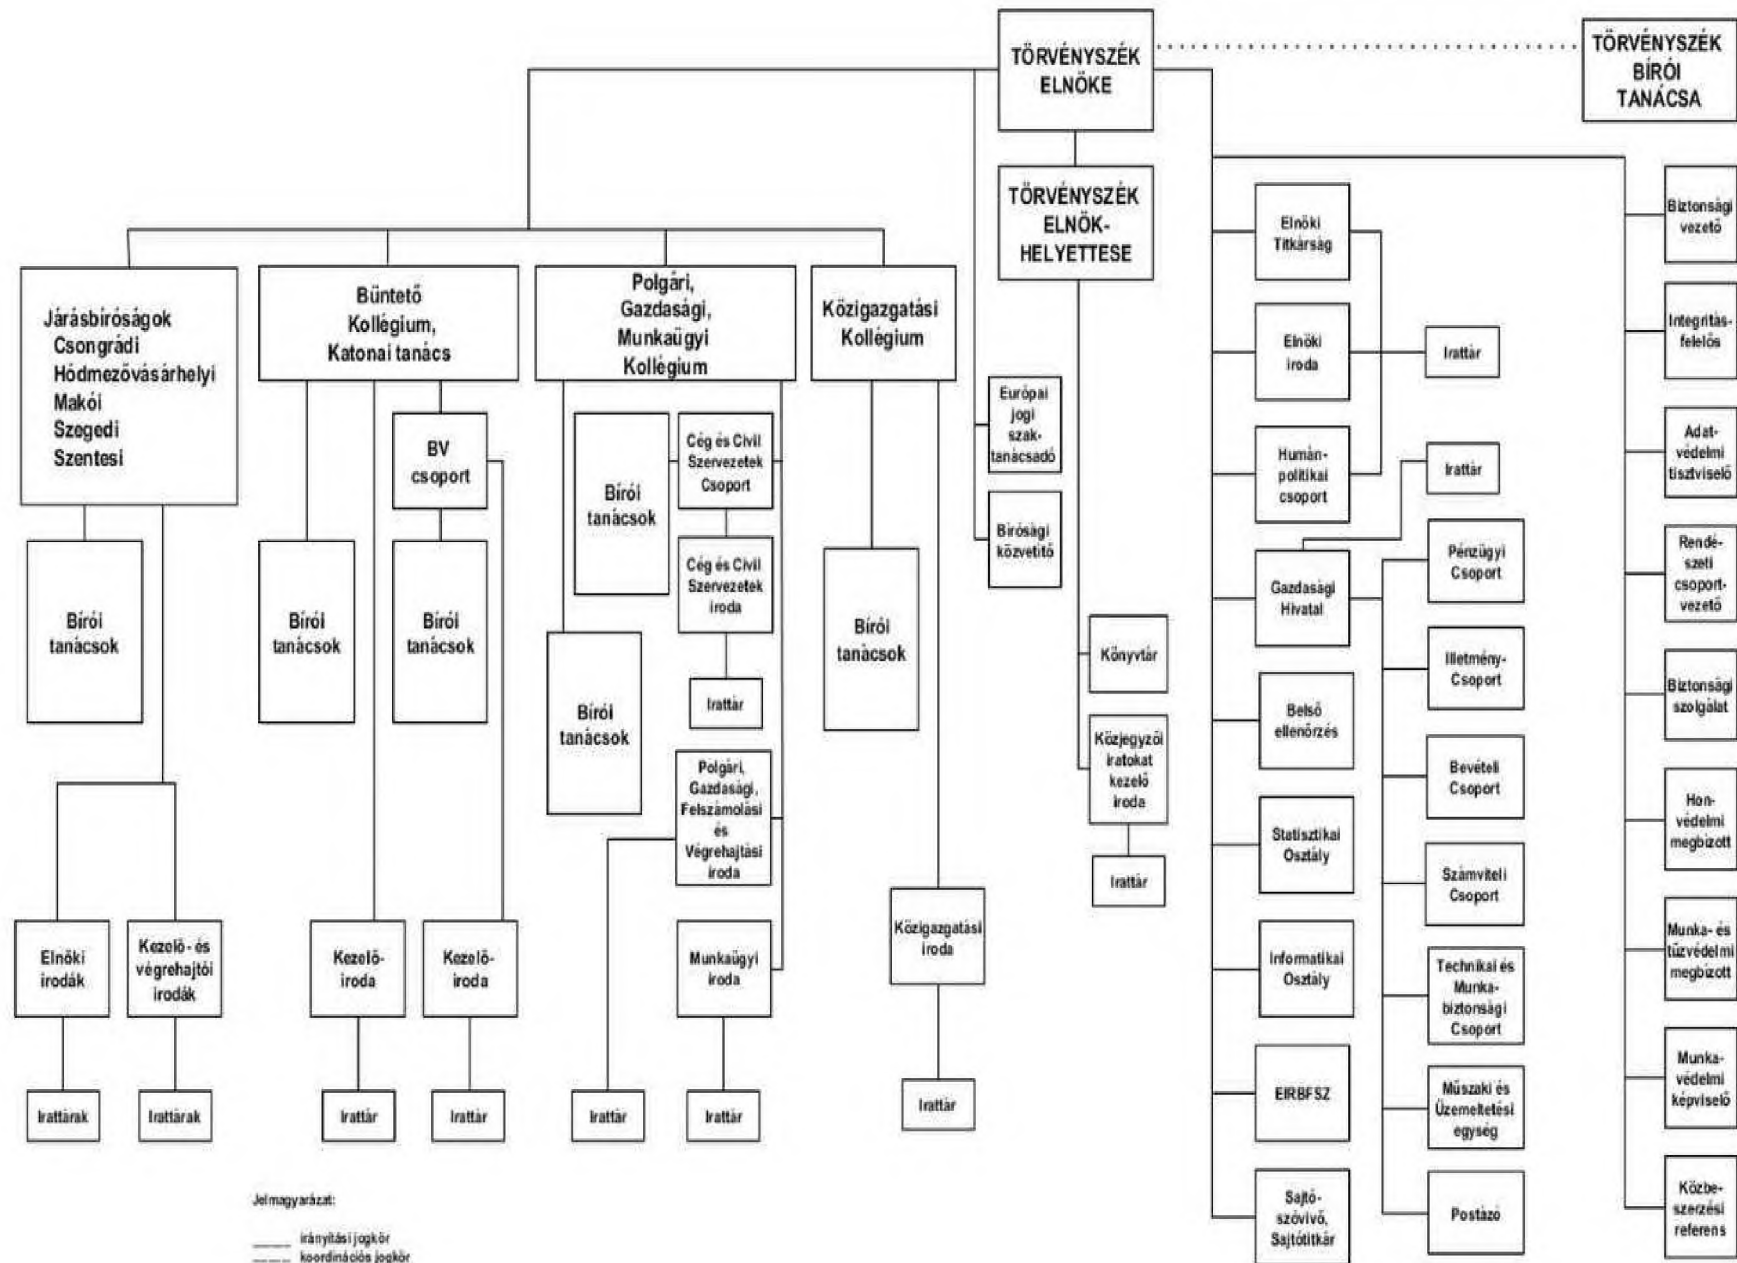 TÖRVÉNYSZÉK
ELNÖKE
TÖRVÉNYSZÉK
BÍRÓI
TANÁCSA
TÖRVÉNYSZÉK
ELNÖK-
HELYETTESE
Járásbíróságok
Csongrádi
Hódmezővásárhelyi
Makói
Szegedi
Szentesi
Bírói
tanácsok
Elnöki
irodák
Irattárak
Kezelő- és
végrehajtói
irodák
Irattárak
Büntető
Kollégium,
Katonai tanács
Bírói
tanácsok
BV
csoport
Bírói
tanácsok
Kezelő-
iroda
Irattár
Kezelő-
iroda
Irattár
Polgári,
Gazdasági,
Munkaügyi
Kollégium
Bírói
tanácsok
Cég és Civil
Szervezetek
Csoport
Cég és Civil
Szervezetek
iroda
Irattár
Bírói
tanácsok
Polgári,
Gazdasági,
Felszámolási
és
Végrehajtási
iroda
Irattár
Munkaügyi
iroda
Irattár
Közigazgatási
Kollégium
Bírói
tanácsok
Közigazgatási
iroda
Irattár
Európai
jogi
szak-
tanácsadó
Bírósági
közvetítő
Könyvtár
Közjegyzői
iratokat
kezelő
iroda
Irattár
Elnöki
Titkárság
Elnöki
iroda
Irattár
Humán-
politikai
csoport
Irattár
Gazdasági
Hivatal
Pénzügyi
Csoport
Illetmény-
Csoport
Bevételi
Csoport
Számviteli
Csoport
Technikai és
Munka-
biztonsági
Csoport
Műszaki és
Üzemeltetési
egység
Postázó
Belső
ellenőrzés
Statisztikai
Osztály
Informatikai
Osztály
EIRBFSZ
Sajtó-
szóvivő,
Sajtótitkár
Biztonsági
vezető
Integritás-
felelős
Adat-
védelmi
tisztviselő
Rendé-
szeti
csoport-
vezető
Biztonsági
szolgálat
Hon-
védelmi
megbízott
Munka- és
tűzvédelmi
megbízott
Munka-
védelmi
képviselő
Közbe-
szerzési
referens
Jelmagyarázat:
irányítási jogkör
koordinációs jogkör